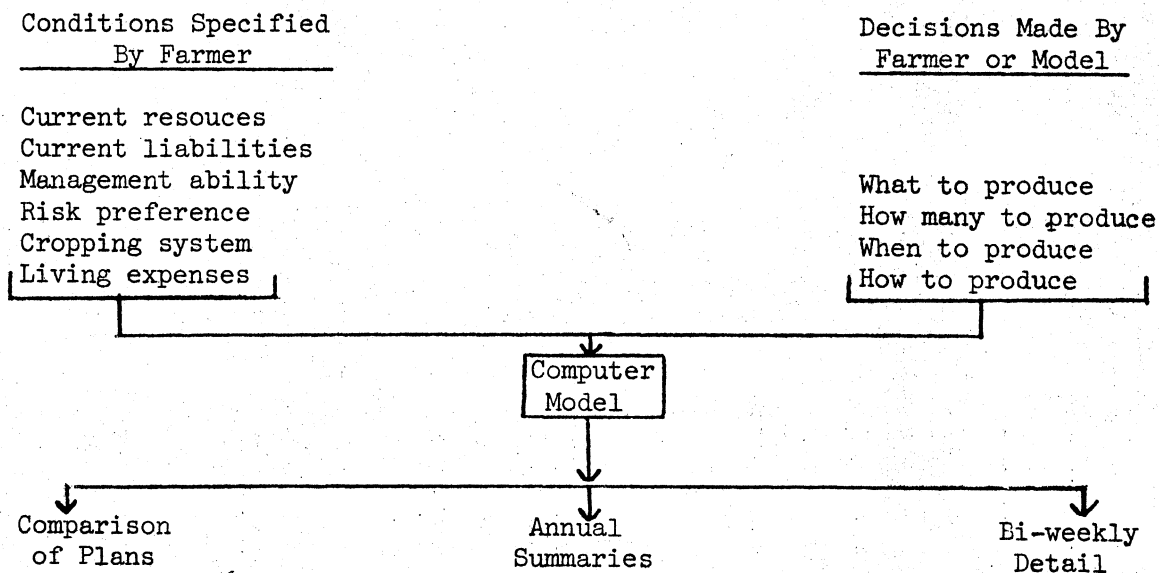 Conditions Specified
By Farmer
Current resouces
Current liabilities
Management ability
Risk preference
Cropping system
Living expenses
Decisions Made By
Farmer or Model
What to produce
How many to produce
When to produce
How to produce
Computer
Model
Comparison
of Plans
Annual
Summaries
Bi-weekly
Detail